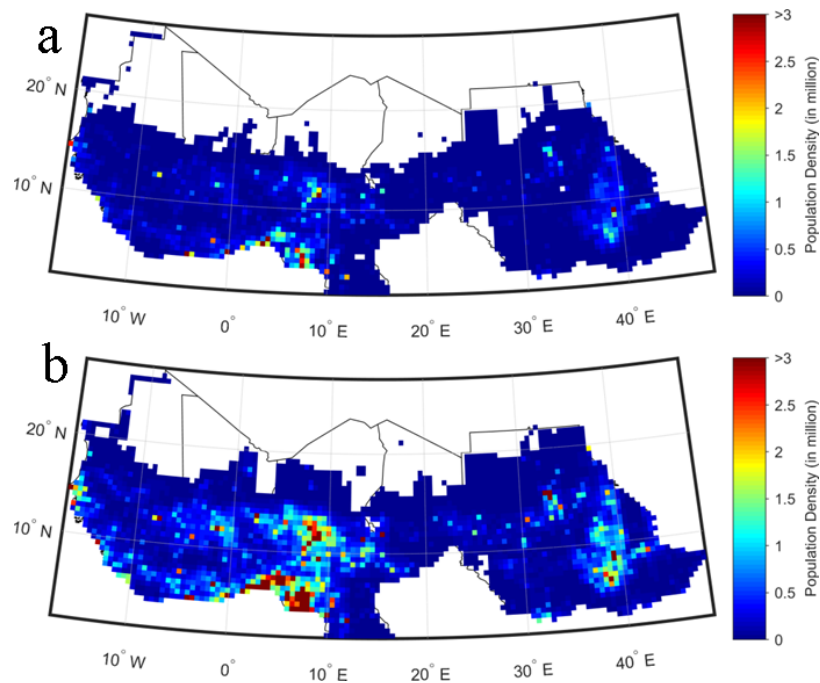 a
20° N
10° N
10° W
0°
10° E
20° E
30° E
40° E
>3
2.5
2
1.5
1
0.5
0
Population Density (in million)
b
20° N
10° N
10° W
0°
10° E
20° E
30° E
40° E
>3
2.5
2
1.5
1
0.5
0
Population Density (in million)